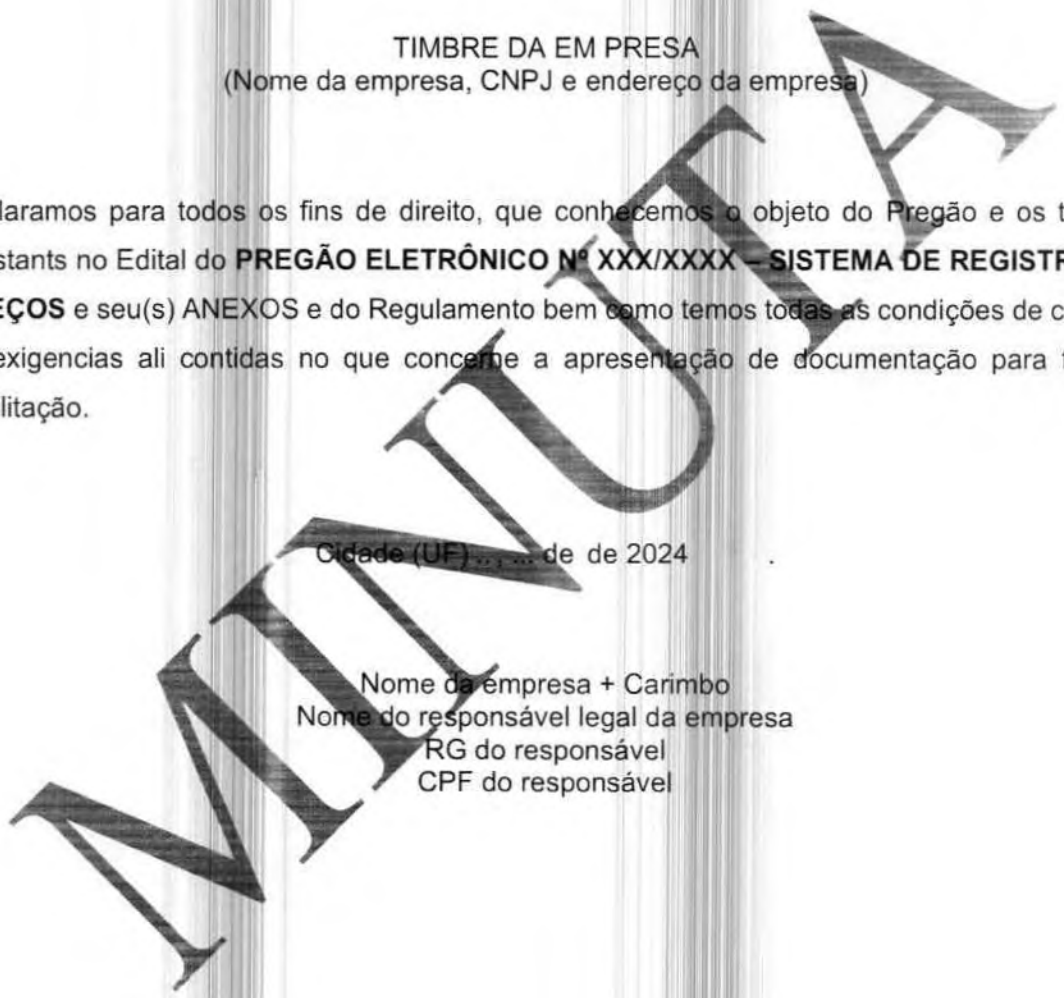 TIMBRE DA EM PRESA
(Nome da empresa, CNPJ e endereço da empresa)
laramos para todos os fins de direito, que conhecemos o objeto do Pregão e os t
stants no Edital do PREGÃO ELETRÔNICO Nº XXX/XXXX – SISTEMA DE REGISTR
EÇOS e seu(s) ANEXOS e do Regulamento bem como temos todas as condições de c
exigencias ali contidas no que concerne a apresentação de documentação para
litação.
Cidade (UF) .. , ... de de 2024
Nome da empresa + Carimbo
Nome do responsável legal da empresa
RG do responsável
CPF do responsável
MINUTA